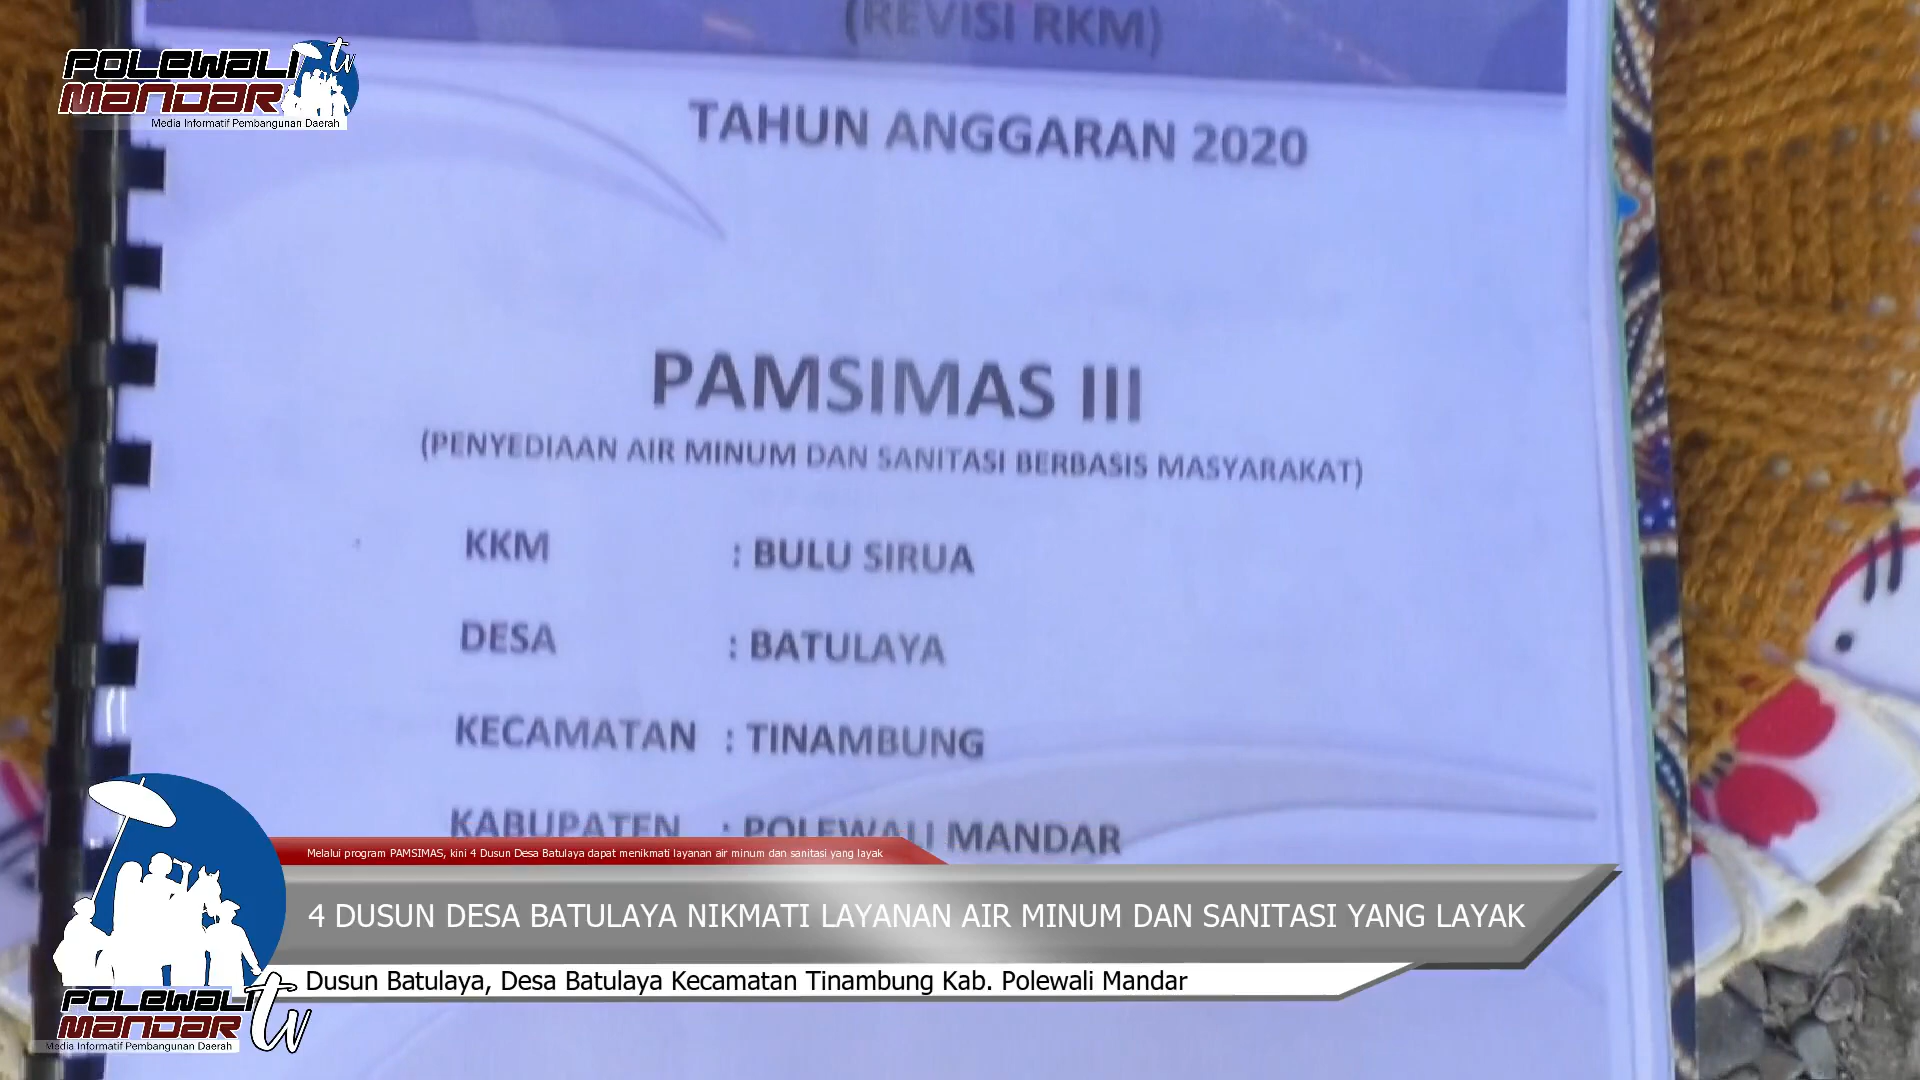 (REVISI RKM)
POLEWALI tv
MANDAR
Media Informatif Pembangunan Daerah
TAHUN ANGGARAN 2020
PAMSIMAS III
(PENYEDIAAN AIR MINUM DAN SANITASI BERBASIS MASYARAKAT)
KKM : BULU SIRUA
DESA : BATULAYA
KECAMATAN : TINAMBUNG
KABUPATEN : POLEWALI MANDAR
Melalui program PAMSIMAS, kini 4 Dusun Desa Batulaya dapat menikmati layanan air minum dan sanitasi yang layak
4 DUSUN DESA BATULAYA NIKMATI LAYANAN AIR MINUM DAN SANITASI YANG LAYAK
Dusun Batulaya, Desa Batulaya Kecamatan Tinambung Kab. Polewali Mandar
POLEWALI
MANDAR tv
Media Informatif Pembangunan Daerah